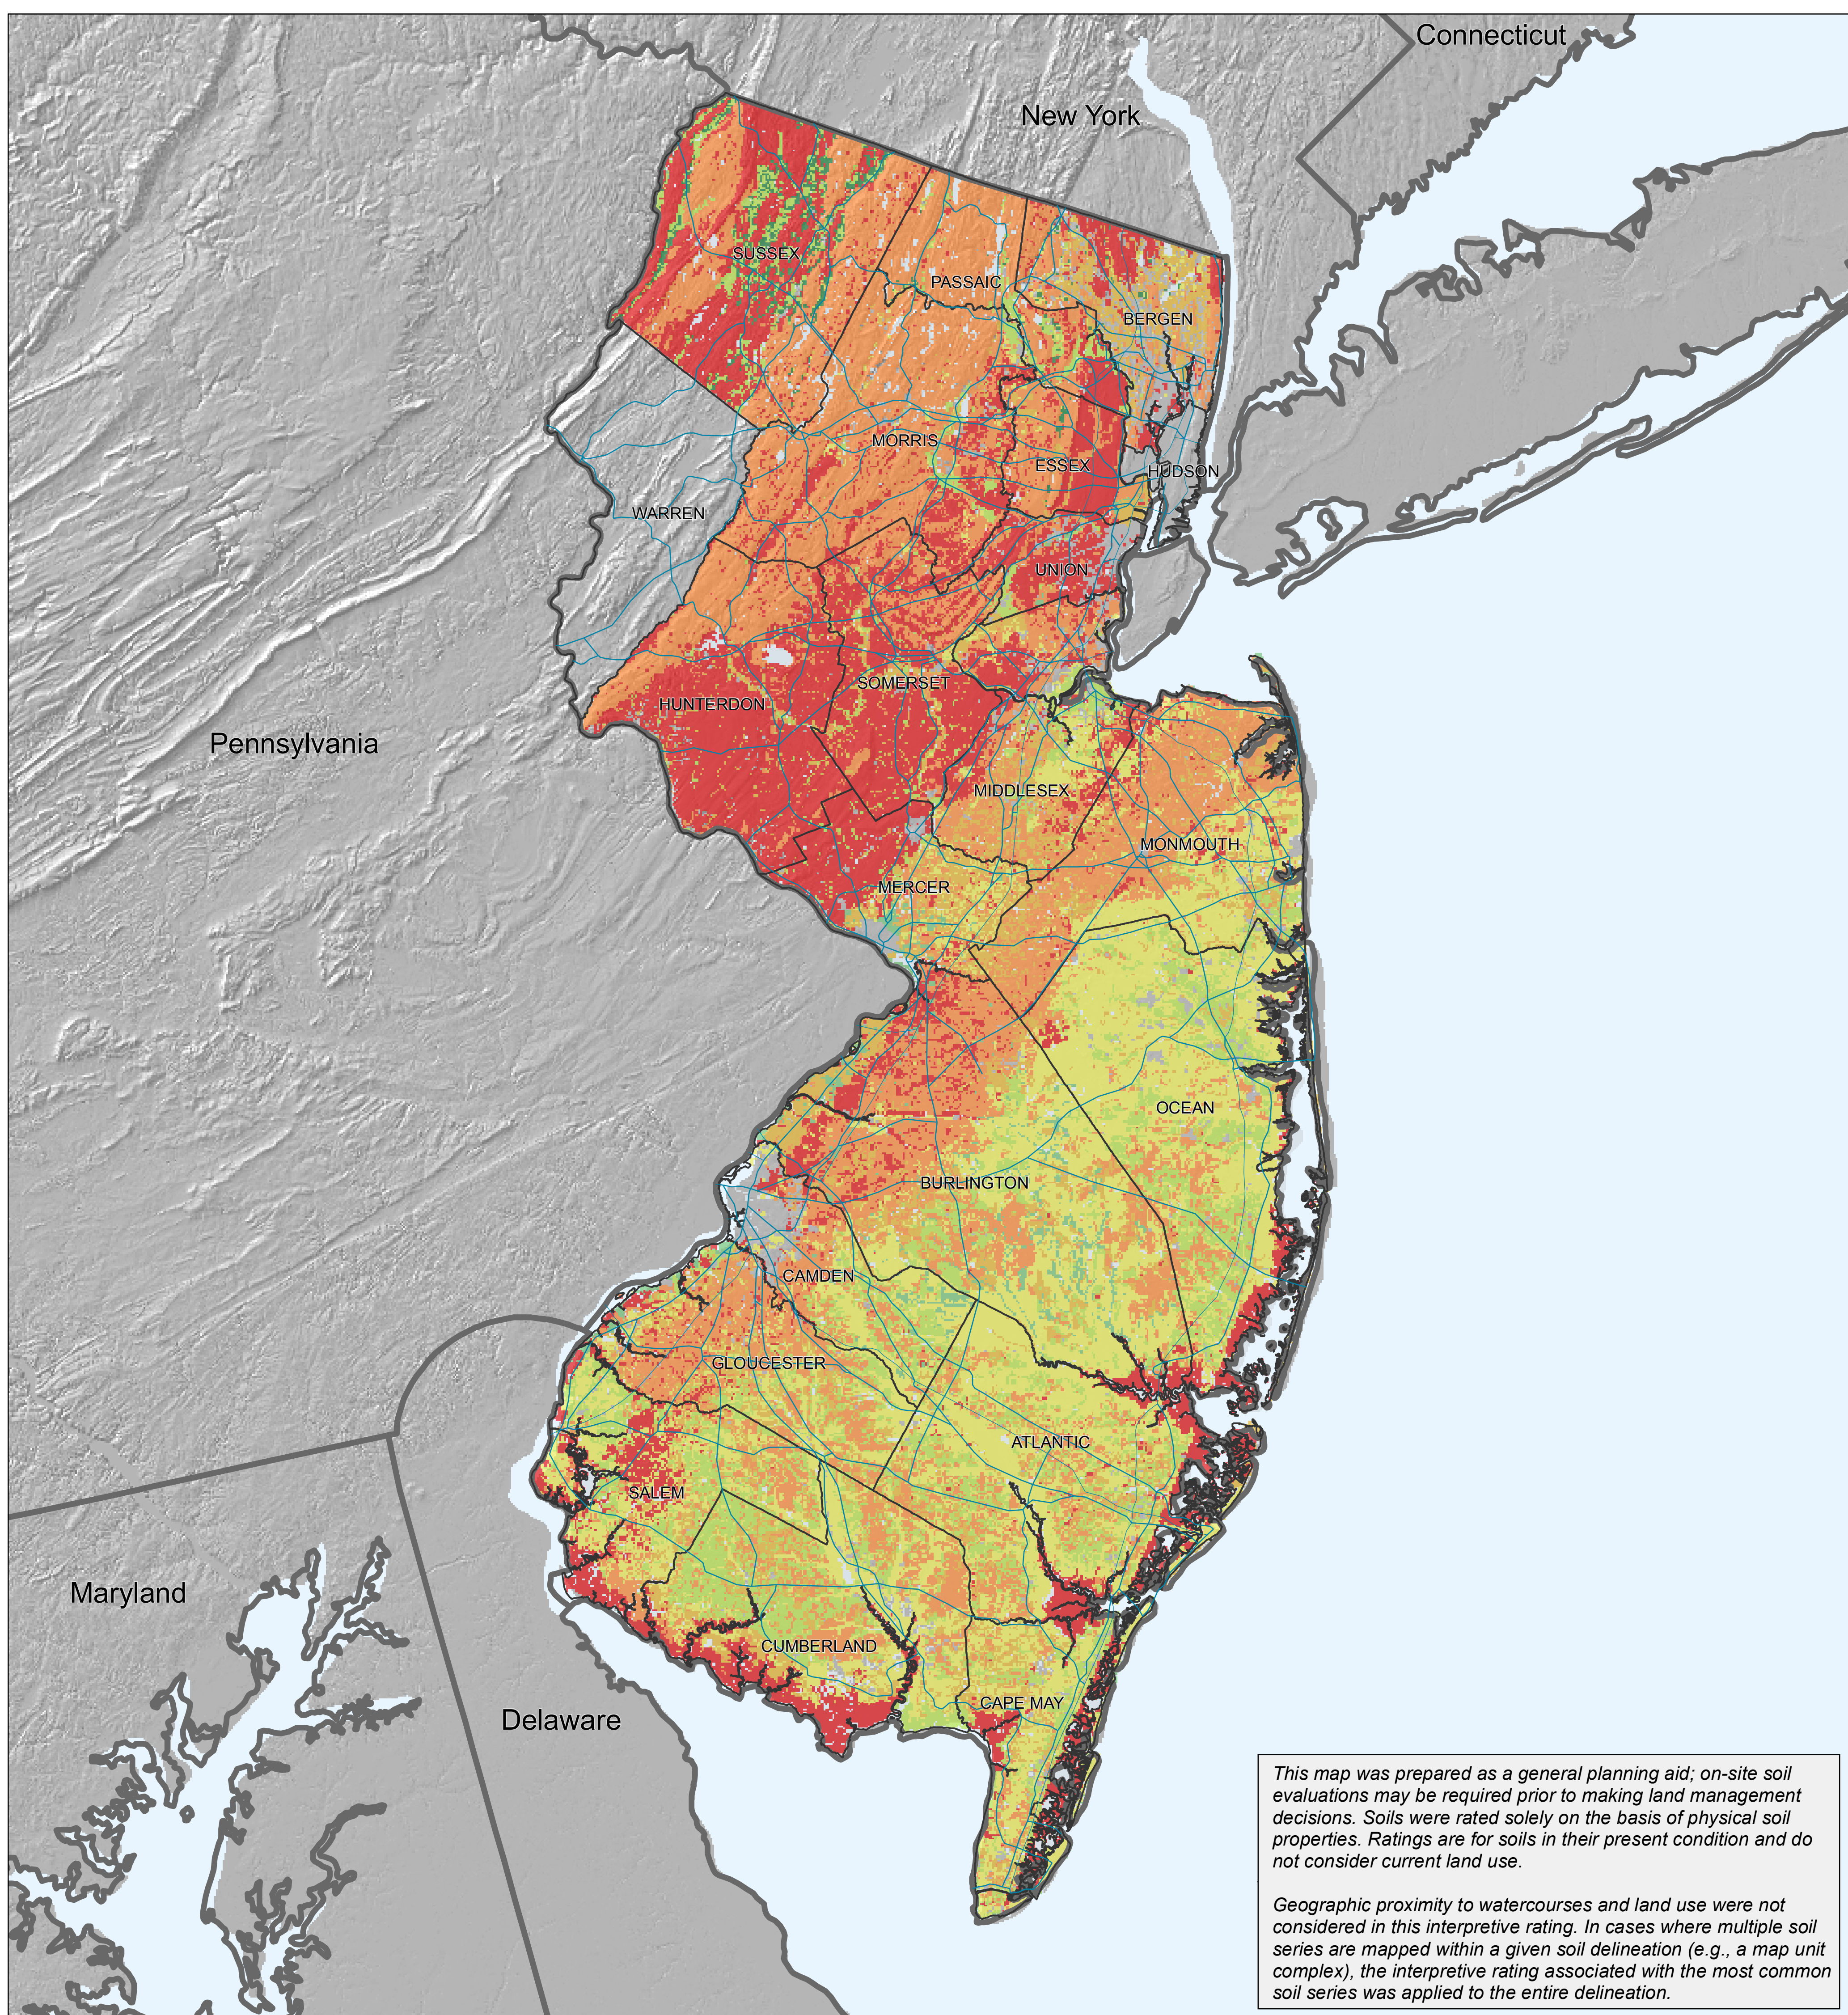 Connecticut
New York
SUSSEX
PASSAIC
BERGEN
MORRIS
ESSEX
HUDSON
WARREN
UNION
SOMERSET
HUNTERDON
Pennsylvania
MIDDLESEX
MONMOUTH
MERCER
OCEAN
BURLINGTON
CAMDEN
GLOUCESTER
ATLANTIC
SALEM
Maryland
CUMBERLAND
CAPE MAY
Delaware
This map was prepared as a general planning aid; on-site soil
evaluations may be required prior to making land management
decisions. Soils were rated solely on the basis of physical soil
properties. Ratings are for soils in their present condition and do
not consider current land use.
Geographic proximity to watercourses and land use were not
considered in this interpretive rating. In cases where multiple soil
series are mapped within a given soil delineation (e.g., a map unit
complex), the interpretive rating associated with the most common
soil series was applied to the entire delineation.